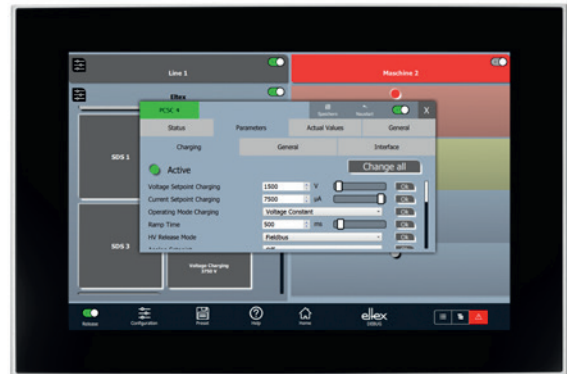 Line 1
Maschine 2
Eltex
PCSC
Speichern
Neustart
X
Status
Parameters
Actual Values
General
Charging
General
Interface
Active
Change all
Voltage Setpoint Charging 1500 V Ok
Current Setpoint Charging 7500 µA Ok
Operating Mode Charging Voltage Constant Ok
Ramp Time 500 ms Ok
HV Release Mode Fieldbus Ok
SDS 1
SDS 3
Voltage Charging
Release
Configuration
Preset
Help
Home
eltex
DEBUG